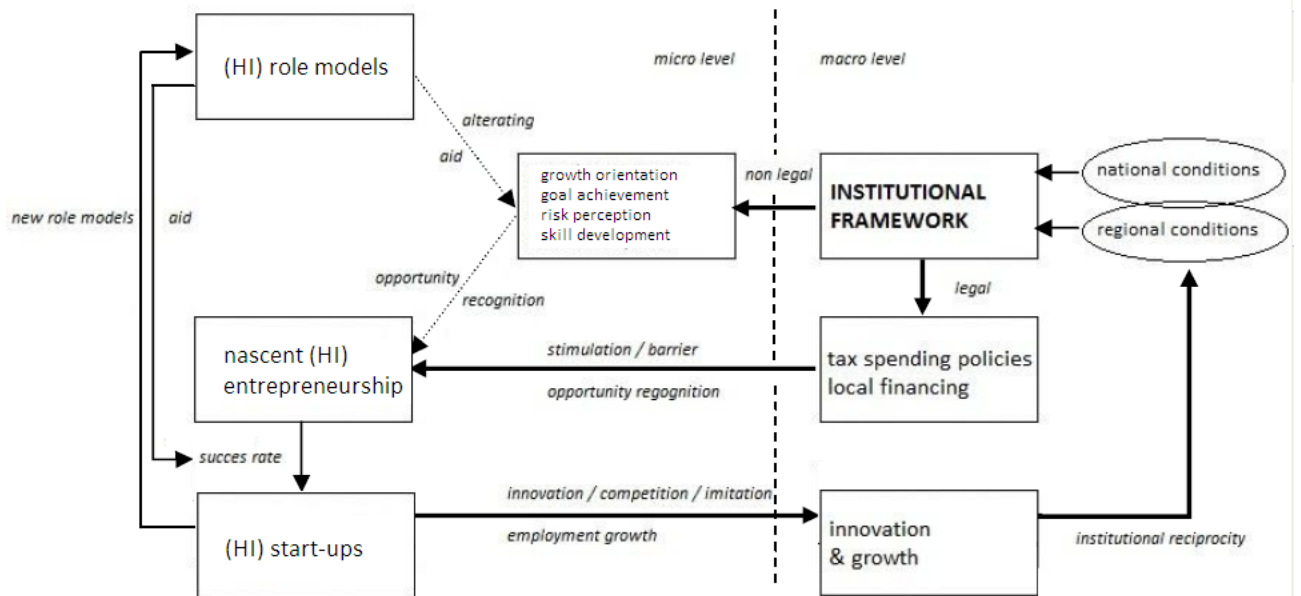 (HI) role models
micro level
macro level
alterating
aid
growth orientation
goal achievement
risk perception
skill development
non legal
INSTITUTIONAL
FRAMEWORK
national conditions
regional conditions
new role models
aid
opportunity
recognition
legal
nascent (HI)
entrepreneurship
stimulation / barrier
opportunity regognition
tax spending policies
local financing
succes rate
(HI) start-ups
innovation / competition / imitation
employment growth
innovation
& growth
institutional reciprocity